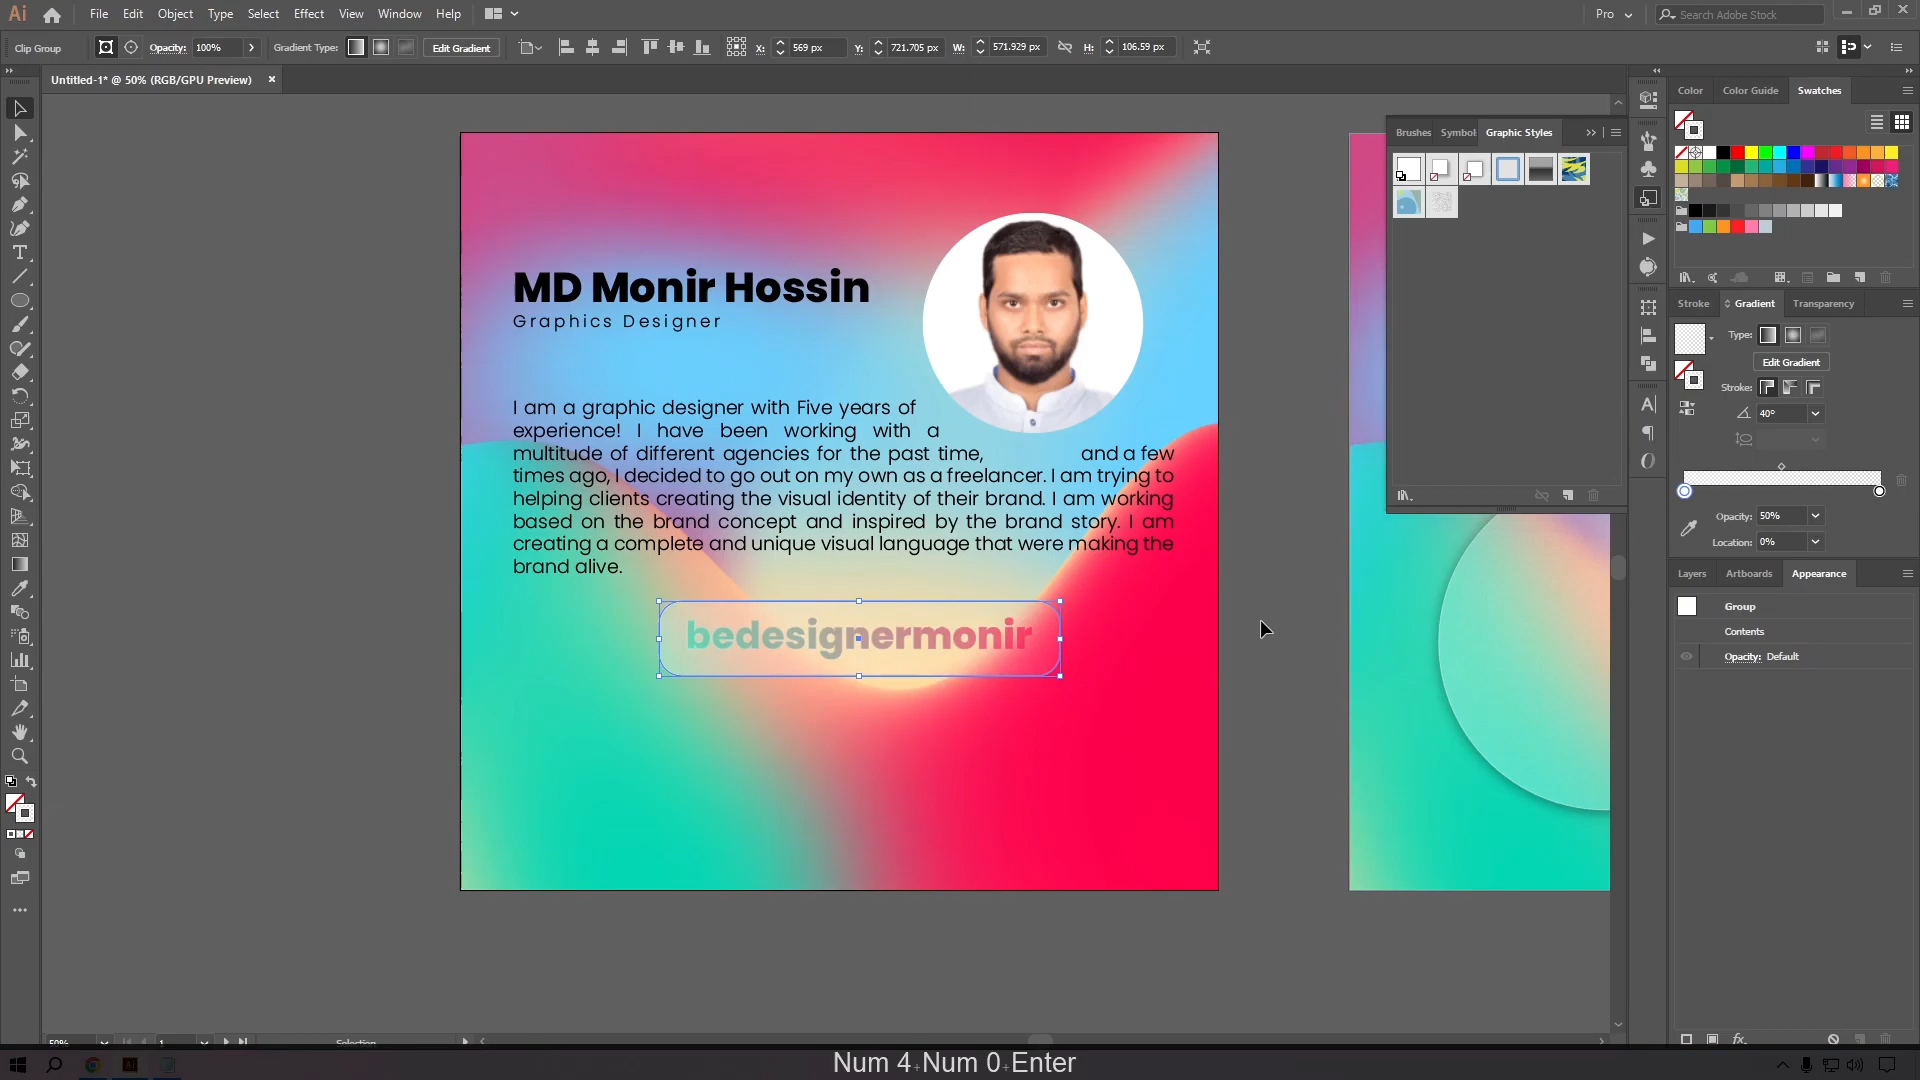 Ai File Edit Object Type Select Effect View Window Help Pro Search Adobe Stock
Clip Group Opacity: 100% Gradient Type: Edit Gradient X: 569 px Y: 721.705 px W: 571.929 px H: 106.59 px
Untitled-1* @ 50% (RGB/GPU Preview) ×
Color Color Guide Swatches
Brushes Symbol Graphic Styles
MD Monir Hossin
Graphics Designer
I am a graphic designer with Five years of
experience! I have been working with a
multitude of different agencies for the past time, and a few
times ago, I decided to go out on my own as a freelancer. I am trying to
helping clients creating the visual identity of their brand. I am working
based on the brand concept and inspired by the brand story. I am
creating a complete and unique visual language that were making the
brand alive.
bedesignermonir
Stroke Gradient Transparency
Type:
Edit Gradient
Stroke:
40°
Opacity: 50%
Location: 0%
Layers Artboards Appearance
Group
Contents
Opacity: Default
50% 1 Selection
Num 4+Num 0+Enter